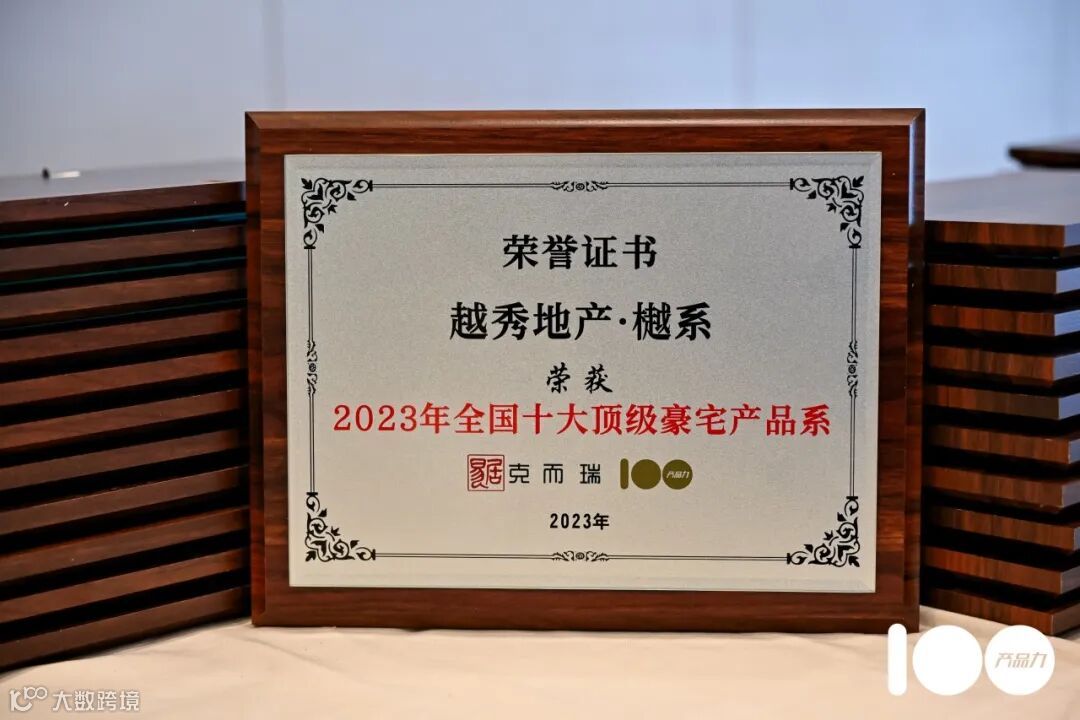 荣誉证书
越秀地产·樾系
荣获
2023年全国十大顶级豪宅产品系
易居 克而瑞 100 产品力
2023年
100 产品力
大数跨境